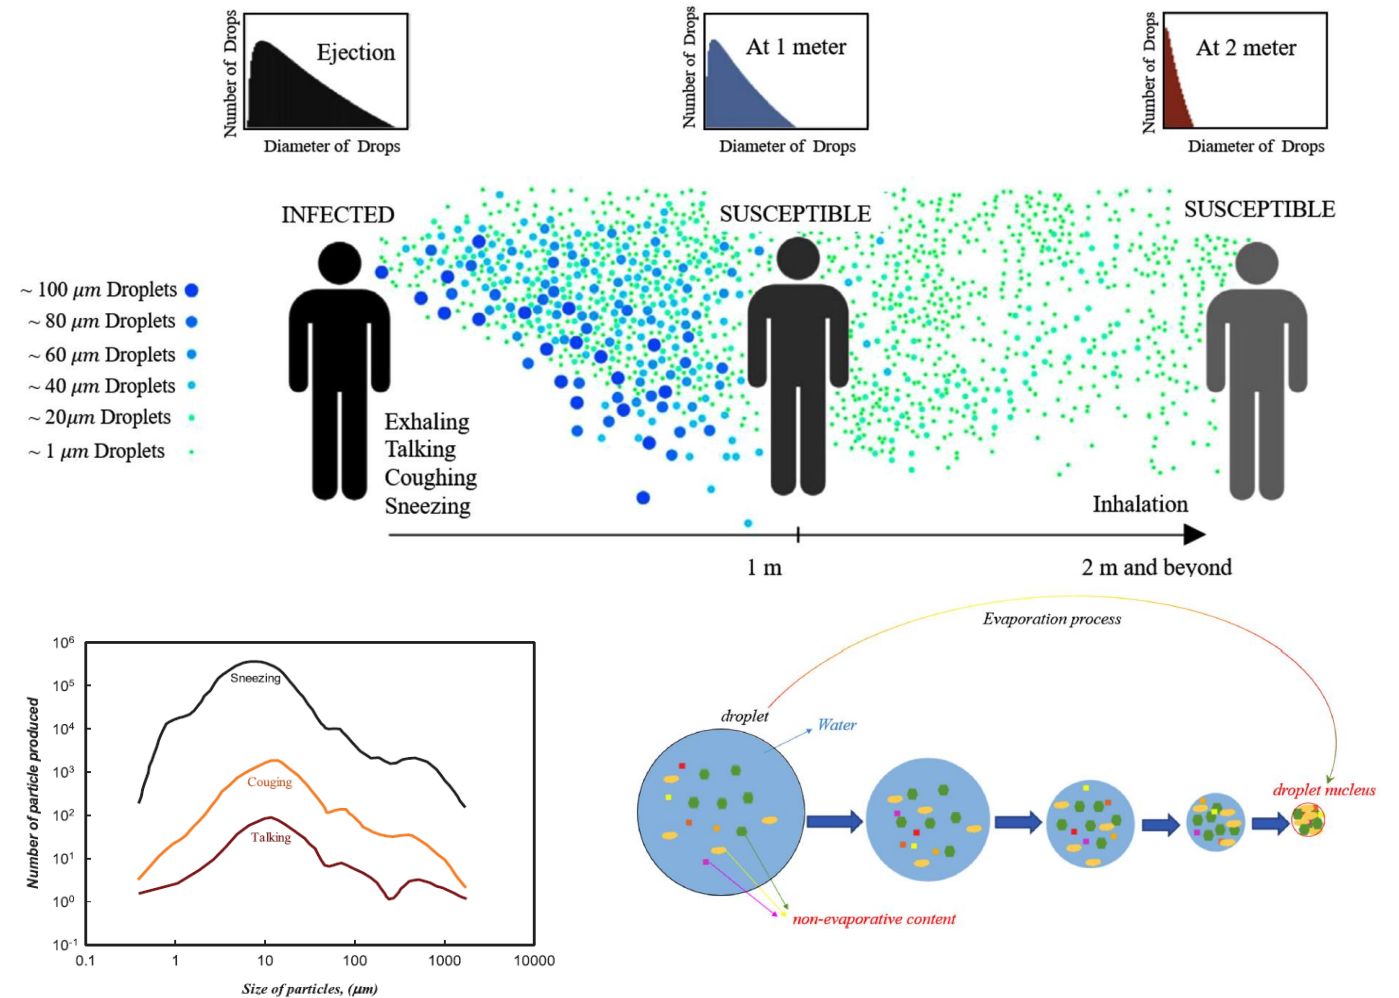 Number of Drops
Ejection
Diameter of Drops
Number of Drops
At 1 meter
Diameter of Drops
Number of Drops
At 2 meter
Diameter of Drops
INFECTED
SUSCEPTIBLE
SUSCEPTIBLE
~ 100 μm Droplets
~ 80 μm Droplets
~ 60 μm Droplets
~ 40 μm Droplets
~ 20μm Droplets
~ 1 μm Droplets
Exhaling
Talking
Coughing
Sneezing
Inhalation
1 m
2 m and beyond
Number of particle produced
10⁶
10⁵
10⁴
10³
10²
10¹
10⁰
10⁻¹
Sneezing
Couging
Talking
0.1
1
10
100
1000
10000
Size of particles, (μm)
Evaporation process
droplet
Water
droplet nucleus
non-evaporative content